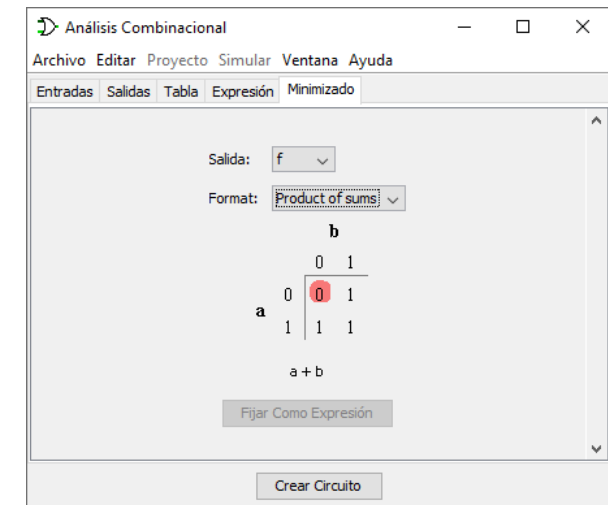 Análisis Combinacional
Archivo Editar Proyecto Simular Ventana Ayuda
Entradas Salidas Tabla Expresión Minimizado
Salida: f
Format: Product of sums
b
0 1
0 0 1
a
1 1 1
a + b
Fijar Como Expresión
Crear Circuito